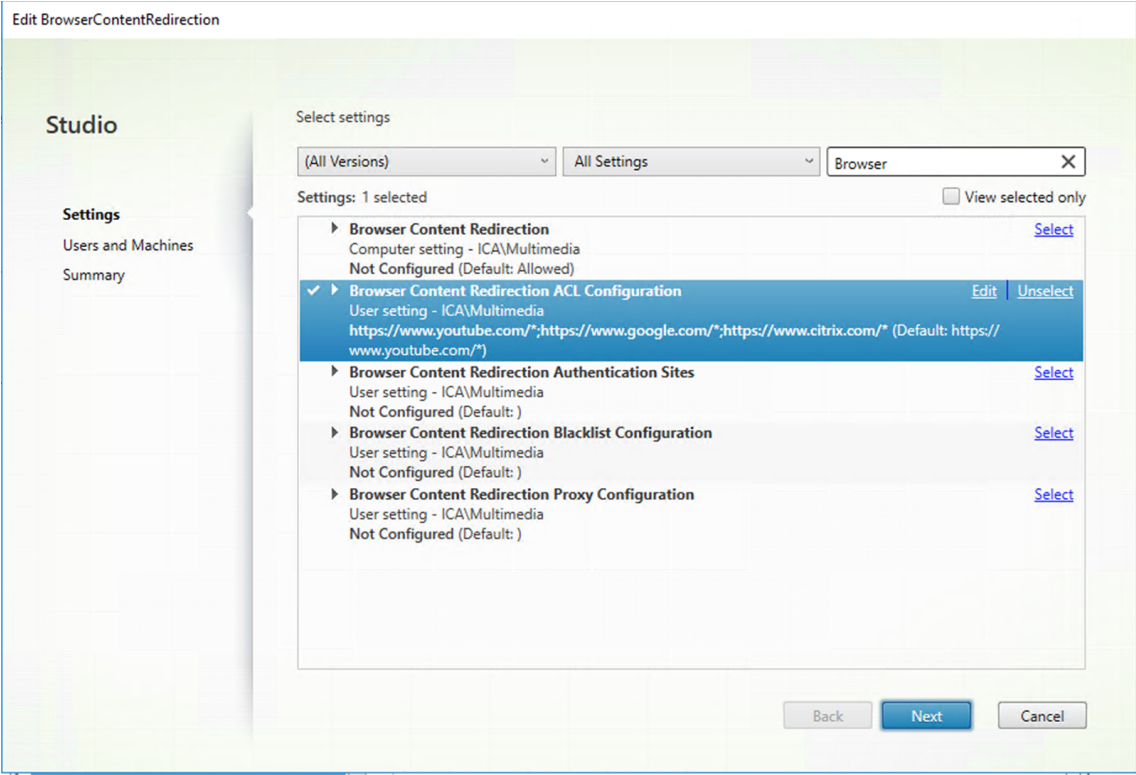 Edit BrowserContentRedirection
Studio
Settings
Users and Machines
Summary
Select settings
(All Versions)
All Settings
Browser
Settings: 1 selected
View selected only
Browser Content Redirection
Select
Computer setting - ICA\Multimedia
Not Configured (Default: Allowed)
Browser Content Redirection ACL Configuration
Edit
Unselect
User setting - ICA\Multimedia
https://www.youtube.com/*;https://www.google.com/*;https://www.citrix.com/* (Default: https://
www.youtube.com/*)
Browser Content Redirection Authentication Sites
Select
User setting - ICA\Multimedia
Not Configured (Default: )
Browser Content Redirection Blacklist Configuration
Select
User setting - ICA\Multimedia
Not Configured (Default: )
Browser Content Redirection Proxy Configuration
Select
User setting - ICA\Multimedia
Not Configured (Default: )
Back
Next
Cancel